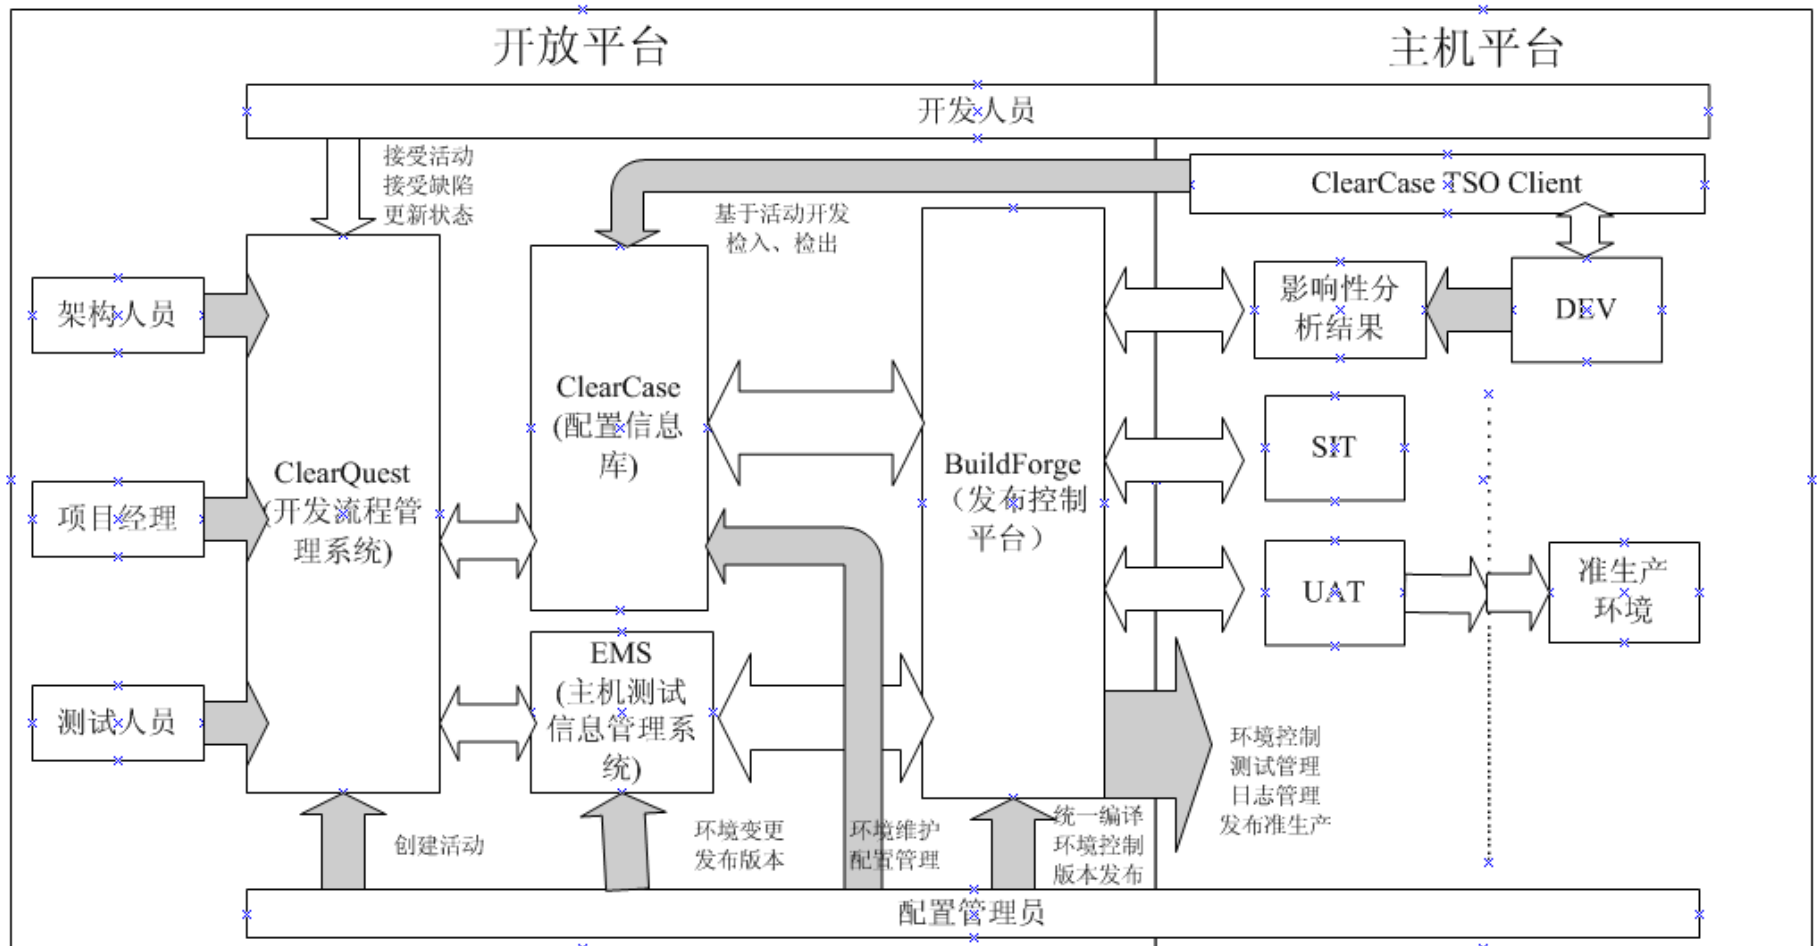 开放平台
主机平台
开发人员
接受活动
接受缺陷
更新状态
ClearCase TSO Client
基于活动开发
检入、检出
架构人员
项目经理
测试人员
ClearQuest
(开发流程管
理系统)
ClearCase
(配置信息
库)
EMS
(主机测试
信息管理系
统)
BuildForge
（发布控制
平台）
影响性分
析结果
DEV
SIT
UAT
准生产
环境
环境控制
测试管理
日志管理
发布准生产
创建活动
环境变更
发布版本
环境维护
配置管理
统一编译
环境控制
版本发布
配置管理员